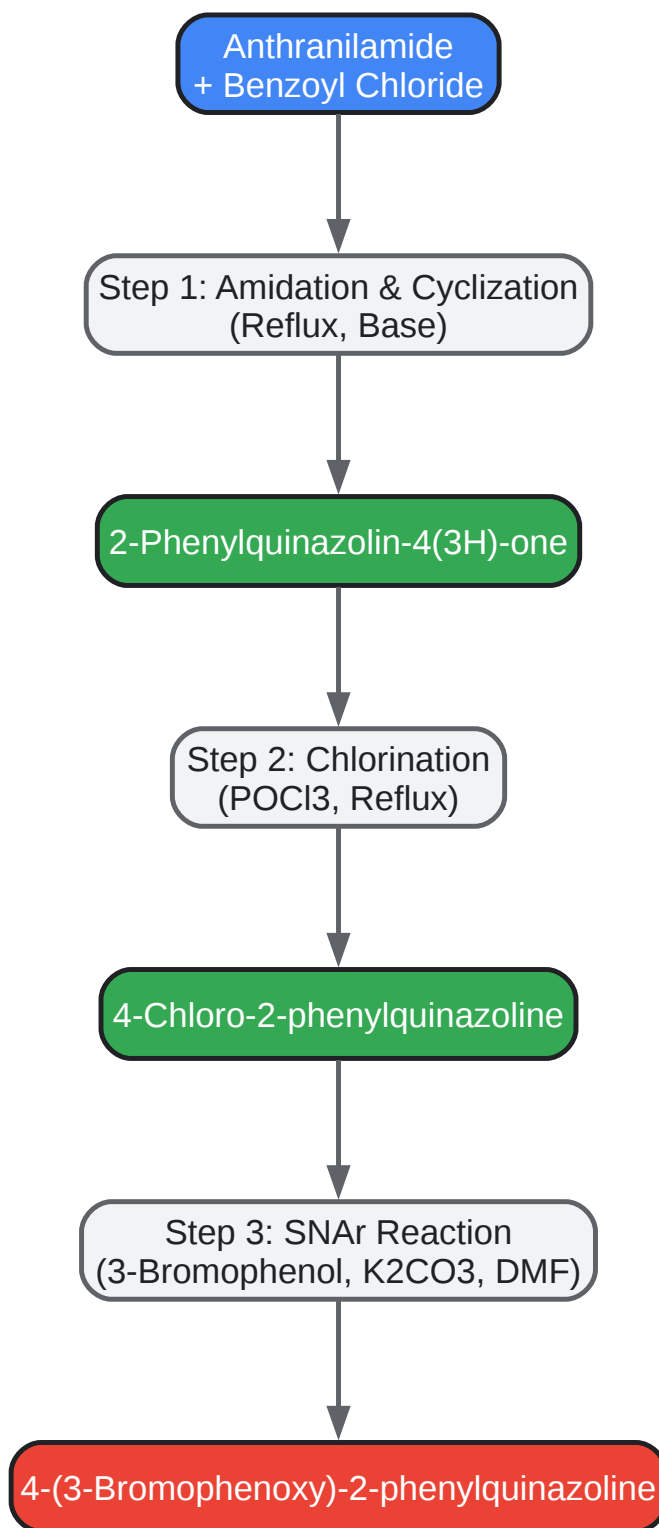 Anthranilamide
+ Benzoyl Chloride
Step 1: Amidation & Cyclization
(Reflux, Base)
2-Phenylquinazolin-4(3H)-one
Step 2: Chlorination
(POCl3, Reflux)
4-Chloro-2-phenylquinazoline
Step 3: SNAr Reaction
(3-Bromophenol, K2CO3, DMF)
4-(3-Bromophenoxy)-2-phenylquinazoline